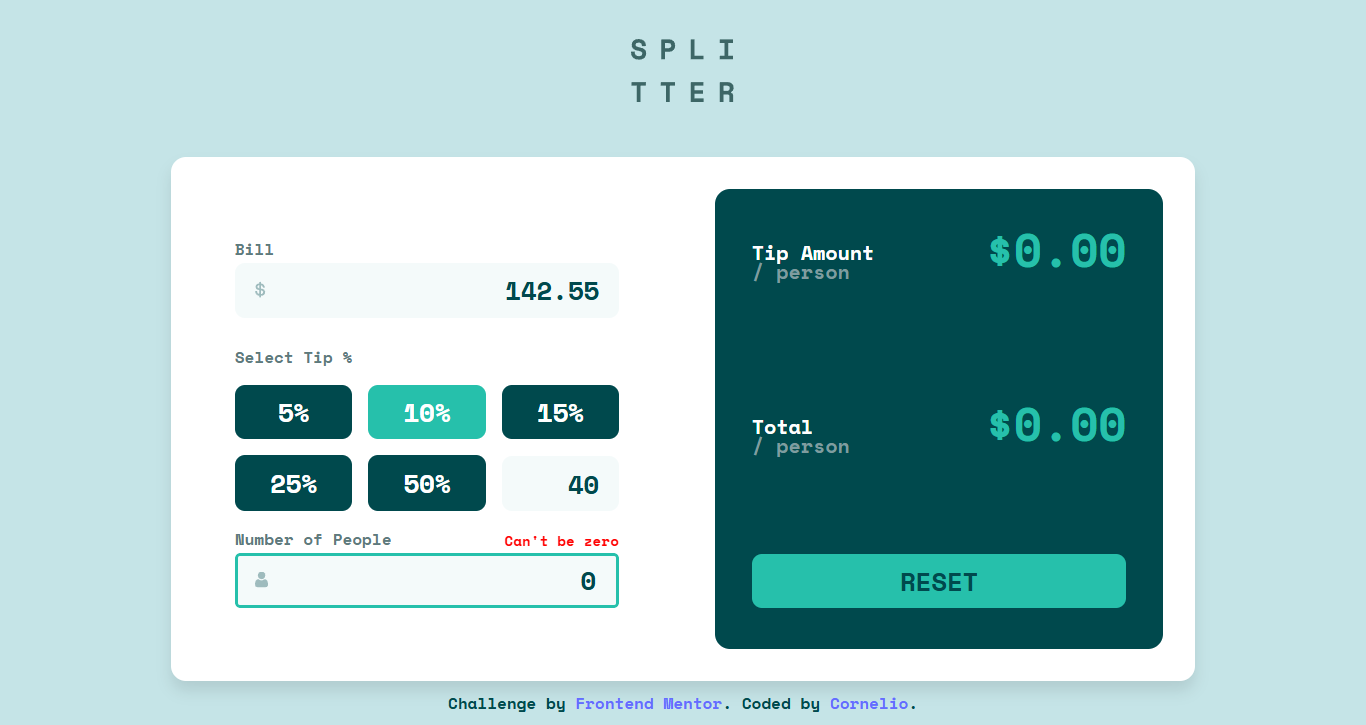 SPLI
TTER
Bill
$ 142.55
Select Tip %
5% 10% 15%
25% 50% 40
Number of People Can't be zero
0
Tip Amount $0.00
/ person
Total $0.00
/ person
RESET
Challenge by Frontend Mentor. Coded by Cornelio.